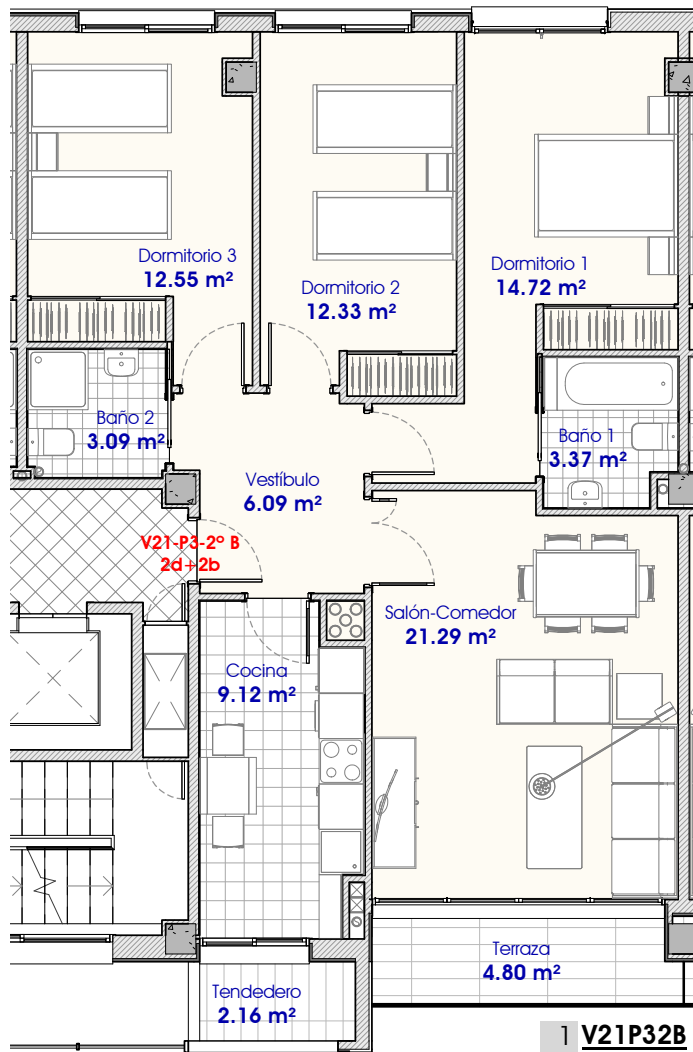 Dormitorio 3
12.55 m²
Dormitorio 2
12.33 m²
Dormitorio 1
14.72 m²
Baño 2
3.09 m²
Baño 1
3.37 m²
Vestíbulo
6.09 m²
V21-P3-2º B
2d+2b
Salón-Comedor
21.29 m²
Cocina
9.12 m²
Terraza
4.80 m²
Tendedero
2.16 m²
1 V21P32B